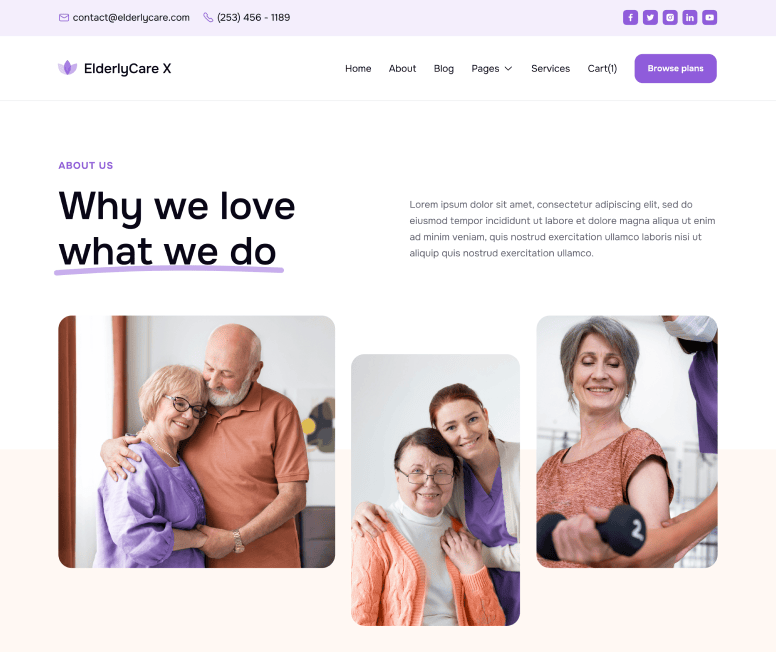 contact@elderlycare.com (253) 456 - 1189
ElderlyCare X
Home About Blog Pages Services Cart(1) Browse plans
ABOUT US
Why we love
what we do
Lorem ipsum dolor sit amet, consectetur adipiscing elit, sed do
eiusmod tempor incididunt ut labore et dolore magna aliqua ut enim
ad minim veniam, quis nostrud exercitation ullamco laboris nisi ut
aliquip quis nostrud exercitation ullamco.
2